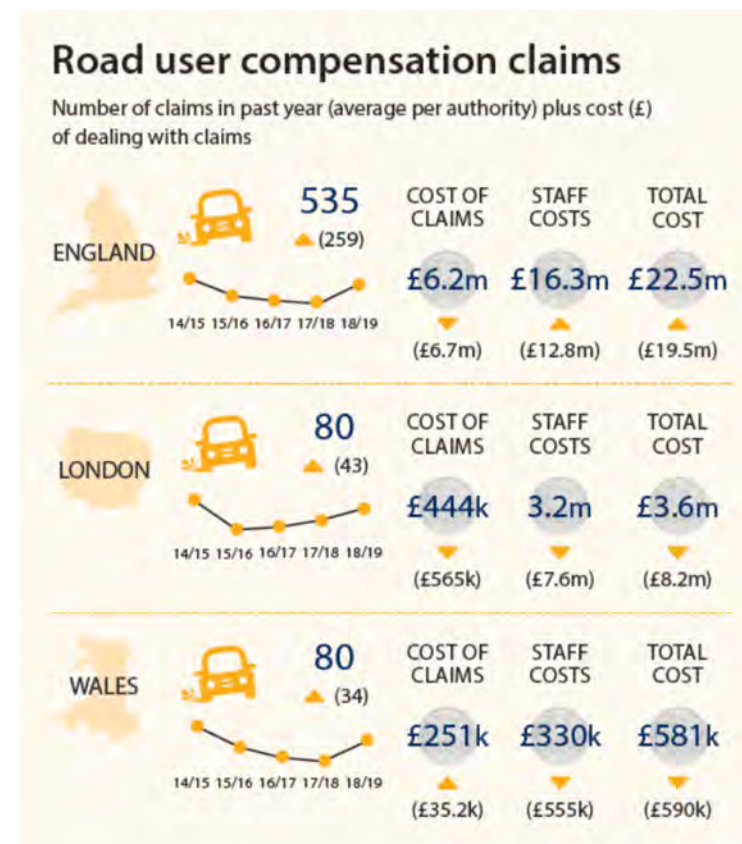 Road user compensation claims
Number of claims in past year (average per authority) plus cost (£)
of dealing with claims
ENGLAND
535
(259)
14/15 15/16 16/17 17/18 18/19
COST OF
CLAIMS
£6.2m
(£6.7m)
STAFF
COSTS
£16.3m
(£12.8m)
TOTAL
COST
£22.5m
(£19.5m)
LONDON
80
(43)
14/15 15/16 16/17 17/18 18/19
COST OF
CLAIMS
£444k
(£565k)
STAFF
COSTS
3.2m
(£7.6m)
TOTAL
COST
£3.6m
(£8.2m)
WALES
80
(34)
14/15 15/16 16/17 17/18 18/19
COST OF
CLAIMS
£251k
(£35.2k)
STAFF
COSTS
£330k
(£555k)
TOTAL
COST
£581k
(£590k)